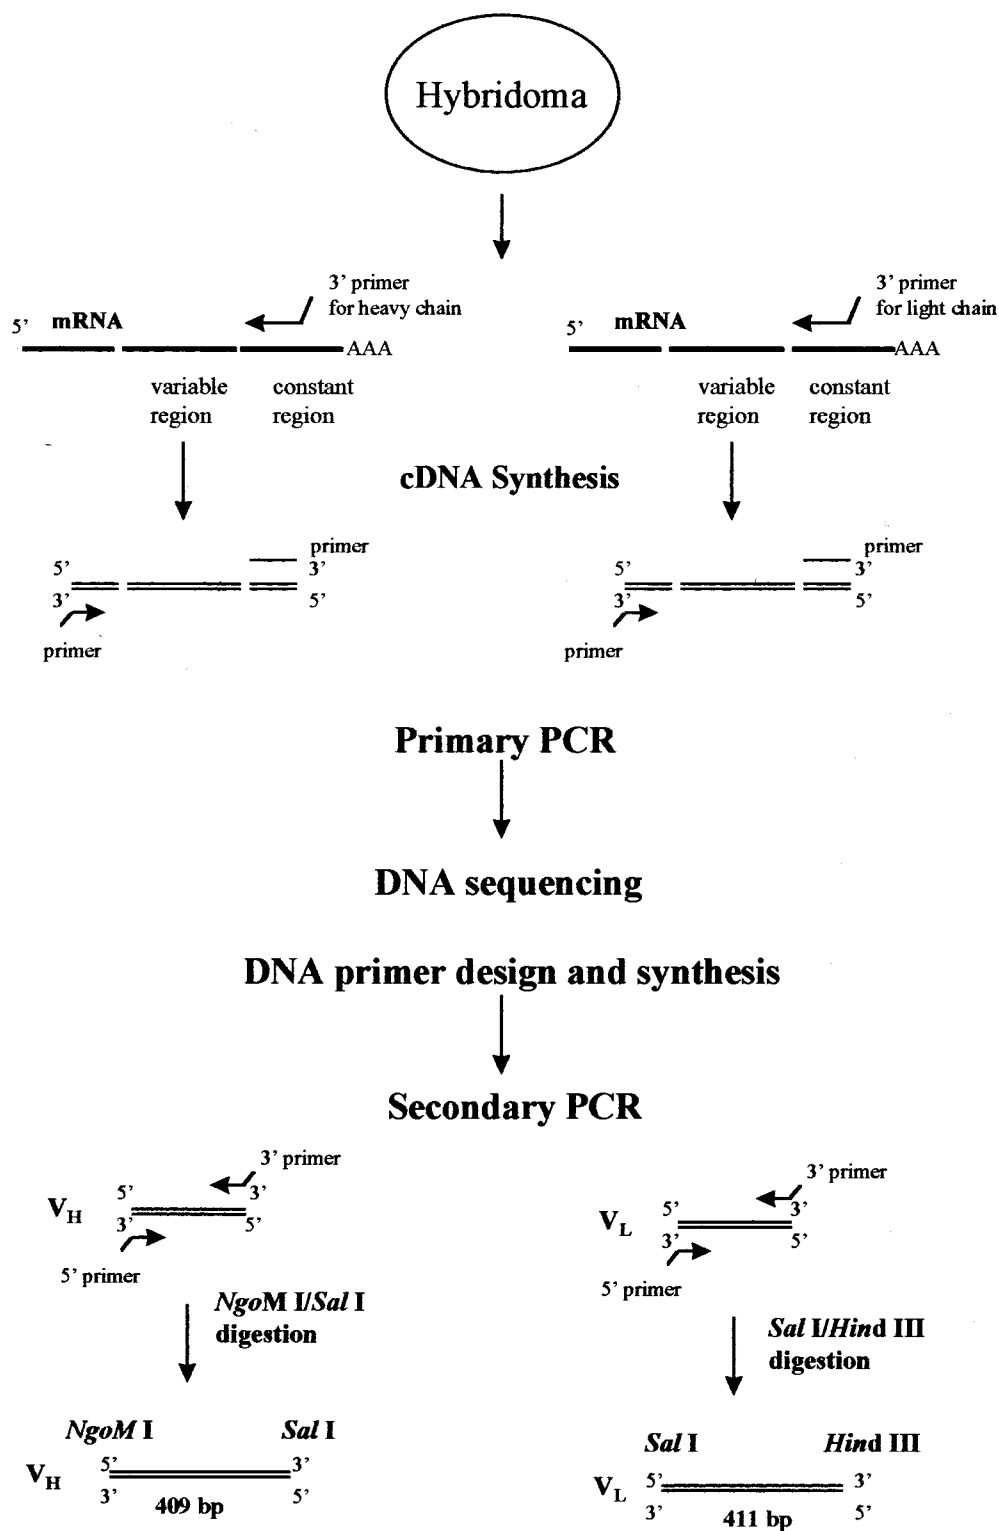 Hybridoma
3’ primer
for heavy chain
5’ mRNA
AAA
variable
region
constant
region
3’ primer
for light chain
5’ mRNA
AAA
variable
region
constant
region
cDNA Synthesis
primer
5’ 3’
3’ 5’
primer
primer
5’ 3’
3’ 5’
primer
Primary PCR
DNA sequencing
DNA primer design and synthesis
Secondary PCR
3’ primer
5’ 3’
VH
3’ 5’
5’ primer
3’ primer
5’ 3’
VL
3’ 5’
5’ primer
NgoM I/Sal I
digestion
Sal I/Hind III
digestion
NgoM I Sal I
5’ 3’
VH
3’ 5’
409 bp
Sal I Hind III
5’ 3’
VL
3’ 5’
411 bp